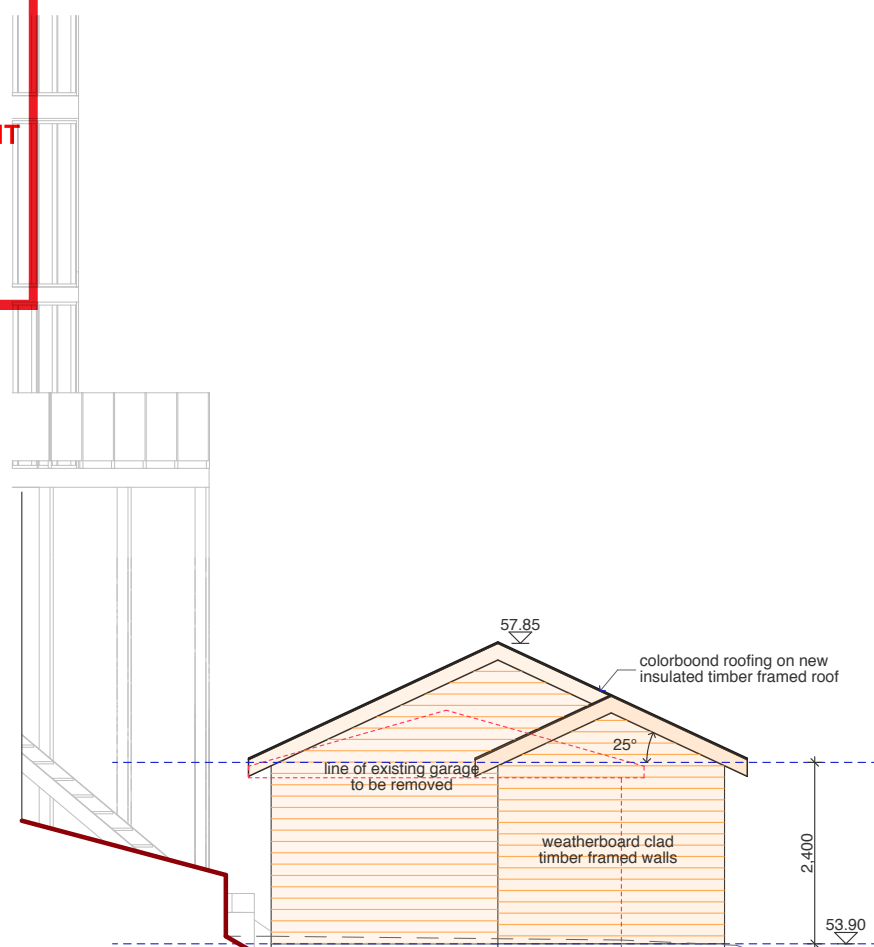 IT
57.85
colorboond roofing on new
insulated timber framed roof
25°
line of existing garage
to be removed
weatherboard clad
timber framed walls
2,400
53.90